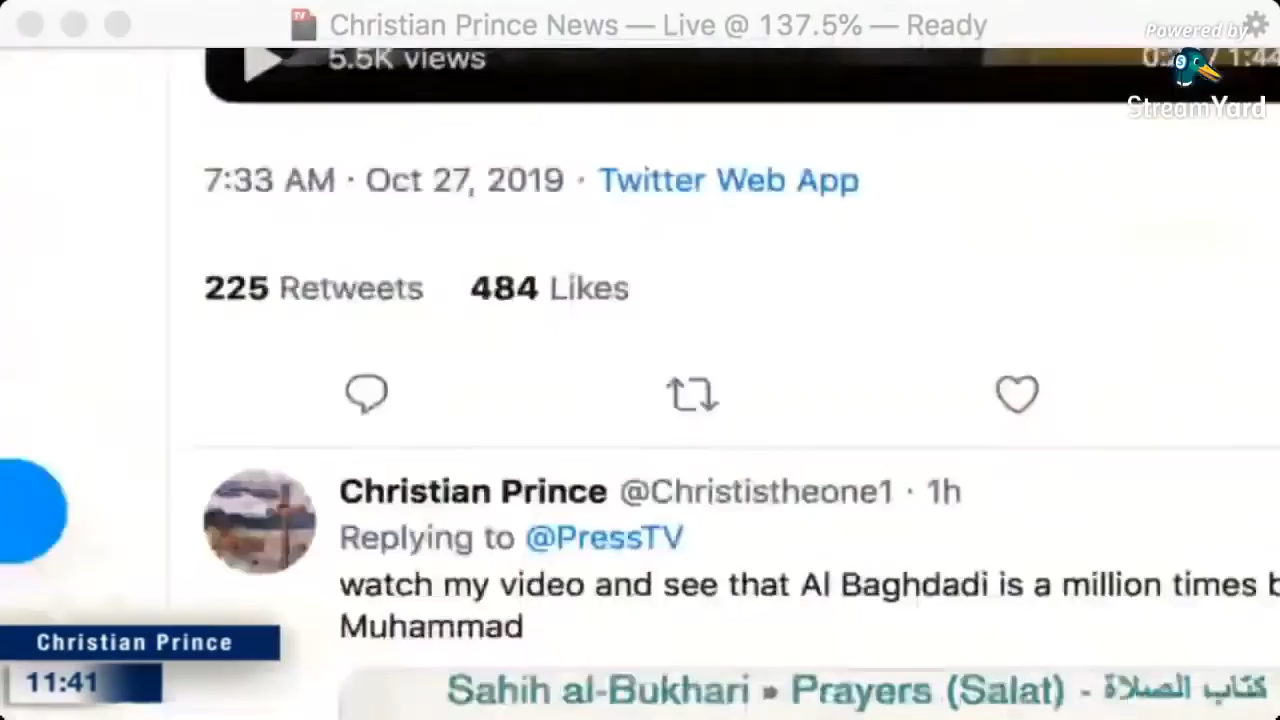 Christian Prince News — Live @ 137.5% — Ready
Powered by
StreamYard
5.5K views
7:33 AM · Oct 27, 2019 · Twitter Web App
225 Retweets 484 Likes
Christian Prince @Christistheone1 · 1h
Replying to @PressTV
watch my video and see that Al Baghdadi is a million times
Muhammad
Christian Prince
11:41
Sahih al-Bukhari » Prayers (Salat) - كتاب الصلاة